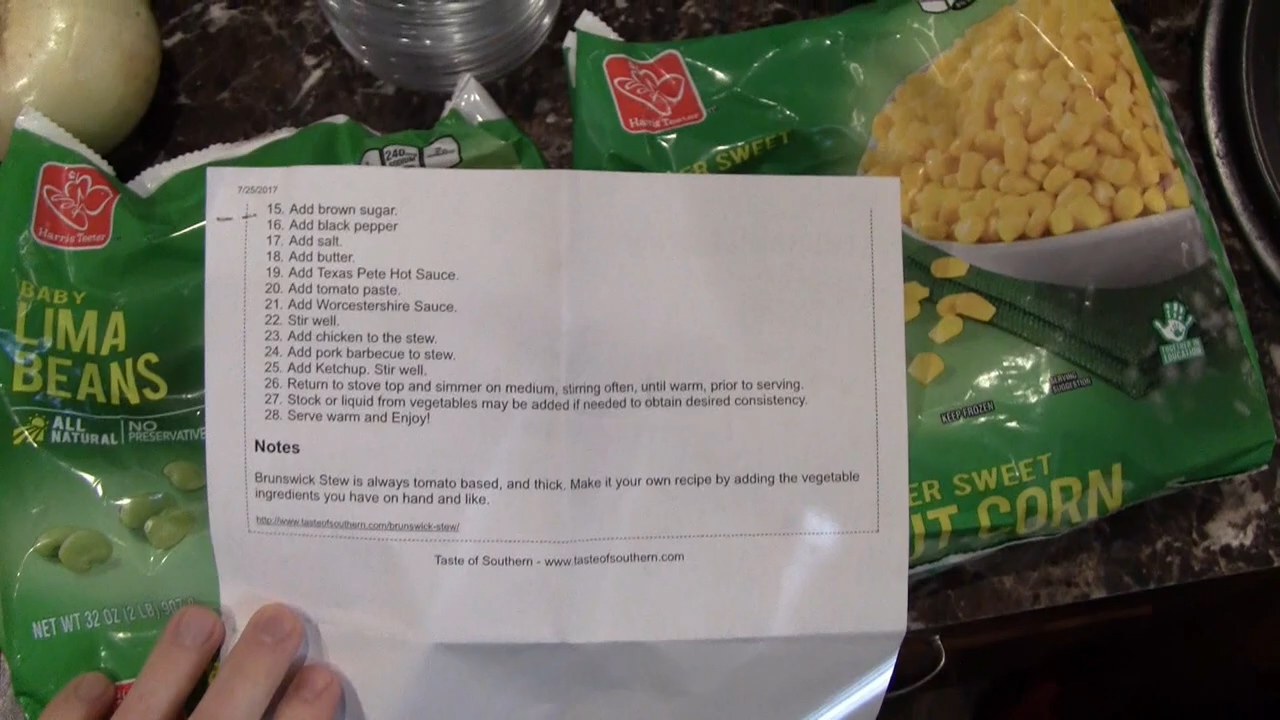 Harris Teeter
240
ER SWEET
Harris Teeter
BABY
LIMA
BEANS
ALL
NATURAL
NO
PRESERVATIVE
NET WT 32 OZ (2 LB) 907
7/25/2017
15. Add brown sugar.
16. Add black pepper
17. Add salt.
18. Add butter.
19. Add Texas Pete Hot Sauce.
20. Add tomato paste.
21. Add Worcestershire Sauce.
22. Stir well.
23. Add chicken to the stew.
24. Add pork barbecue to stew.
25. Add Ketchup. Stir well.
26. Return to stove top and simmer on medium, stirring often, until warm, prior to serving.
27. Stock or liquid from vegetables may be added if needed to obtain desired consistency.
28. Serve warm and Enjoy!
Notes
Brunswick Stew is always tomato based, and thick. Make it your own recipe by adding the vegetable
ingredients you have on hand and like.
http://www.tasteofsouthern.com/brunswick-stew/
Taste of Southern - www.tasteofsouthern.com
TOGETHER IN
EDUCATION
SERVING
SUGGESTION
KEEP FROZEN
ER SWEET
UT CORN